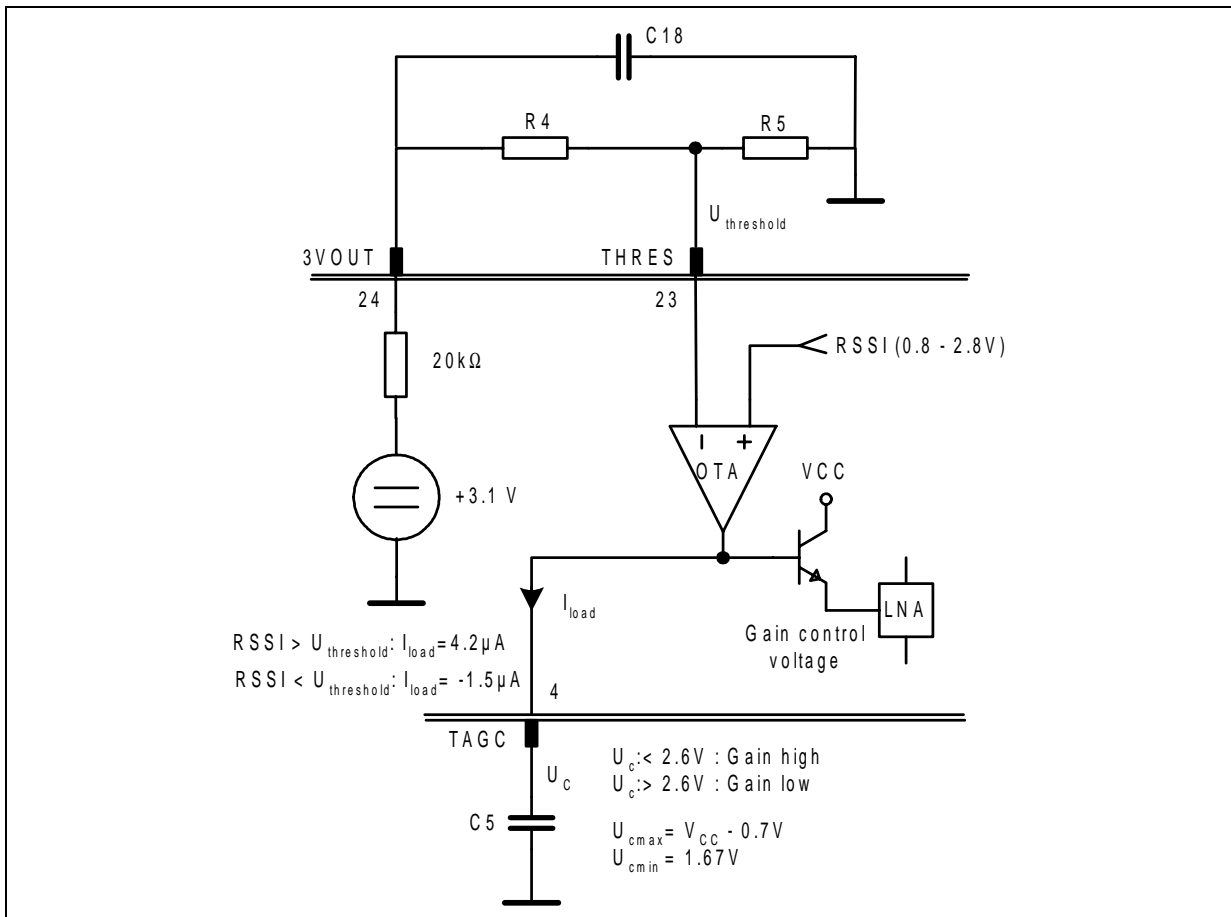 C18
R4
R5
U threshold
3VOUT
THRES
24
23
20kΩ
RSSI (0.8 - 2.8V)
OTA
VCC
+3.1 V
I load
LNA
Gain control
voltage
RSSI > U threshold: I load=4.2µA
RSSI < U threshold: I load= -1.5µA
4
TAGC
U C
C5
U c:< 2.6V : Gain high
U c:> 2.6V : Gain low
U cmax= V CC - 0.7V
U cmin = 1.67V